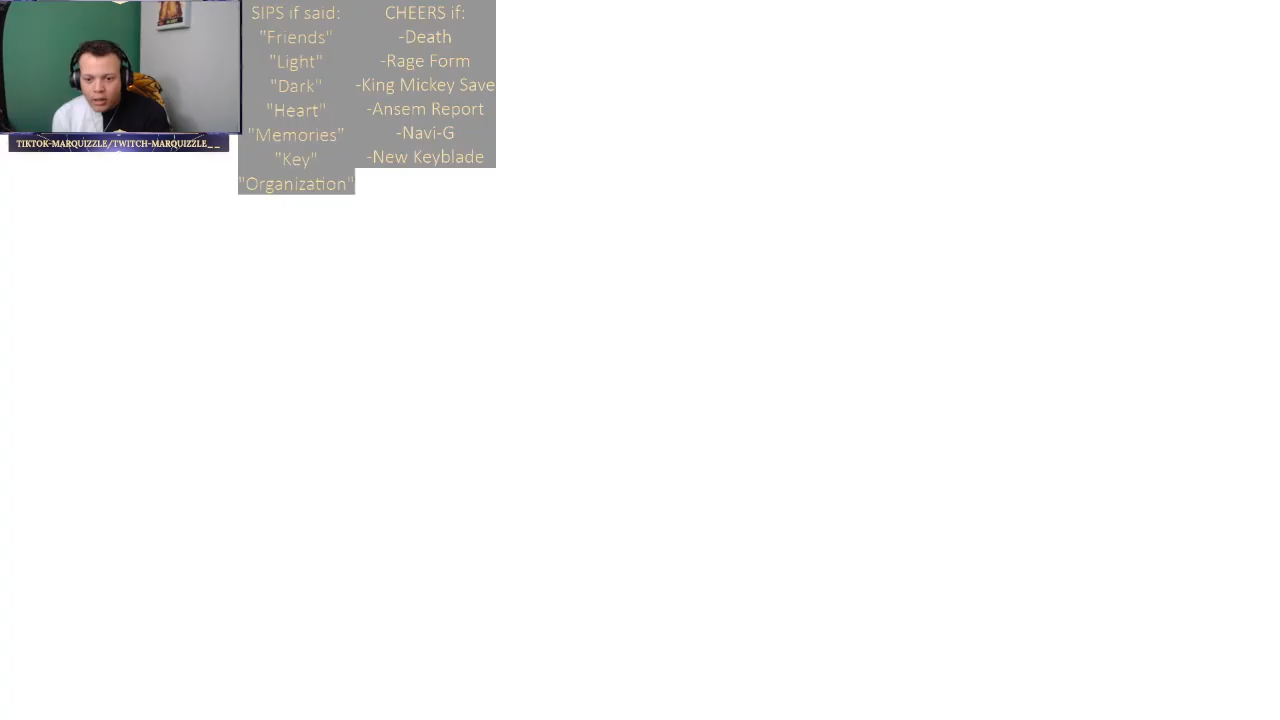 TIKTOK-MARQUIZZLE/TWITCH-MARQUIZZLE__
SIPS if said:
"Friends"
"Light"
"Dark"
"Heart"
"Memories"
"Key"
"Organization"
CHEERS if:
-Death
-Rage Form
-King Mickey Save
-Ansem Report
-Navi-G
-New Keyblade